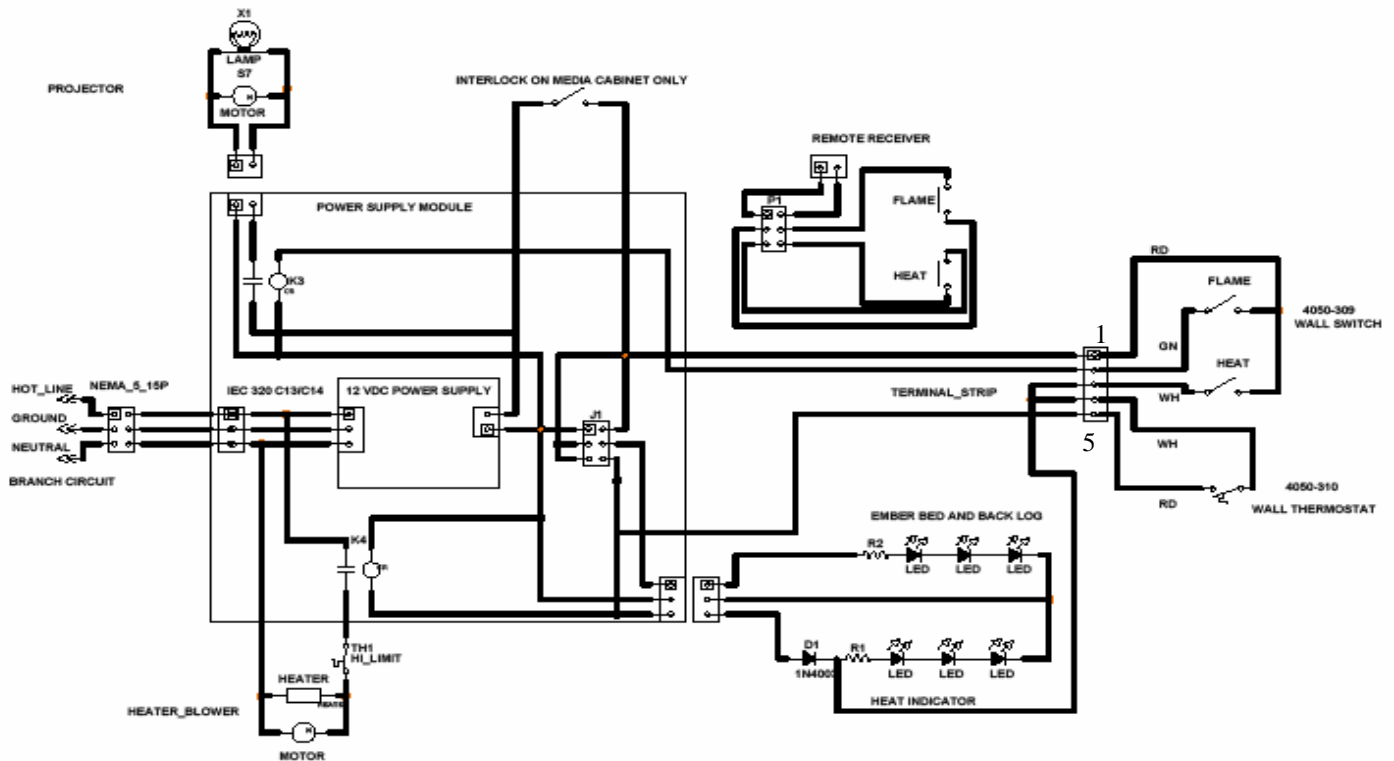 X1
LAMP
S7
PROJECTOR
MOTOR
INTERLOCK ON MEDIA CABINET ONLY
REMOTE RECEIVER
POWER SUPPLY MODULE
P1
FLAME
HEAT
K3
RD
FLAME
4050-309
WALL SWITCH
GN
HEAT
WH
1
5
TERMINAL_STRIP
HOT_LINE
NEMA_5_15P
IEC 320 C13/C14
12 VDC POWER SUPPLY
J1
GROUND
NEUTRAL
BRANCH CIRCUIT
WH
4050-310
RD
WALL THERMOSTAT
EMBER BED AND BACK LOG
R2
LED
LED
LED
K4
TH1
HI_LIMIT
D1
R1
LED
LED
LED
HEATER
HEATER_BLOWER
HEAT INDICATOR
MOTOR